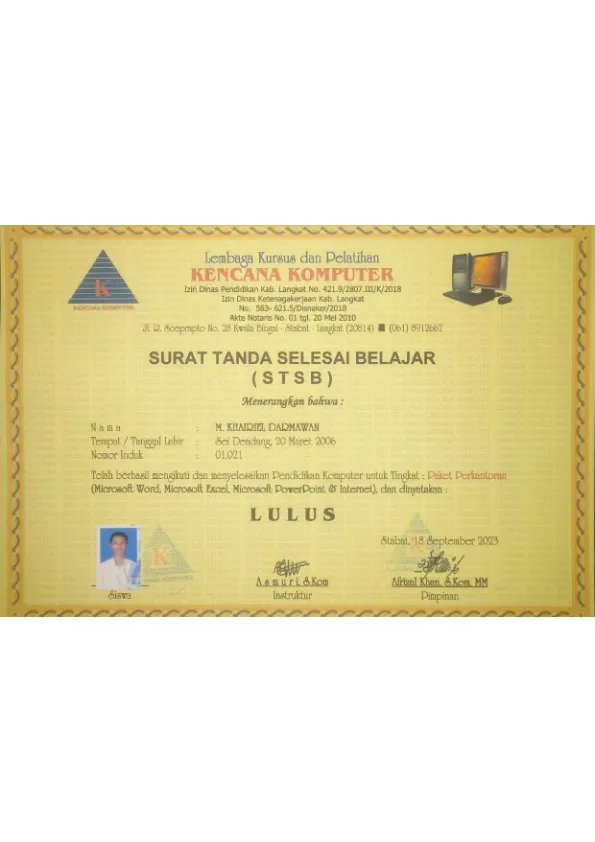 Lembaga Kursus dan Pelatihan
KENCANA KOMPUTER
Izin Dinas Pendidikan Kab. Langkat No. 421.9/2807.III/K/2018
Izin Dinas Ketenagakerjaan Kab. Langkat
No. 563- 621.5/Disnaker/2018
Akte Notaris No. 01 tgl. 20 Mei 2010
Jl. R. Soeprapto No. 28 Kwala Bingai - Stabat - Langkat (20814) ☎ (061) 8912667
K
KENCANA KOMPUTER
SURAT TANDA SELESAI BELAJAR
( S T S B )
Menerangkan bahwa :
N a m a : M. KHAIRIEL DARMAWAN
Tempat / Tanggal Lahir : Sei Dendang, 20 Maret 2006
Nomor Induk : 01.021
Telah berhasil mengikuti dan menyelesaikan Pendidikan Komputer untuk Tingkat : Paket Perkantoran
(Microsoft Word, Microsoft Excel, Microsoft PowerPoint & Internet), dan dinyatakan :
L U L U S
Stabat, 18 September 2023
K
K
A s m u r i, S.Kom
Afrizal Khan, S.Kom, MM
Siswa
Instruktur
Pimpinan